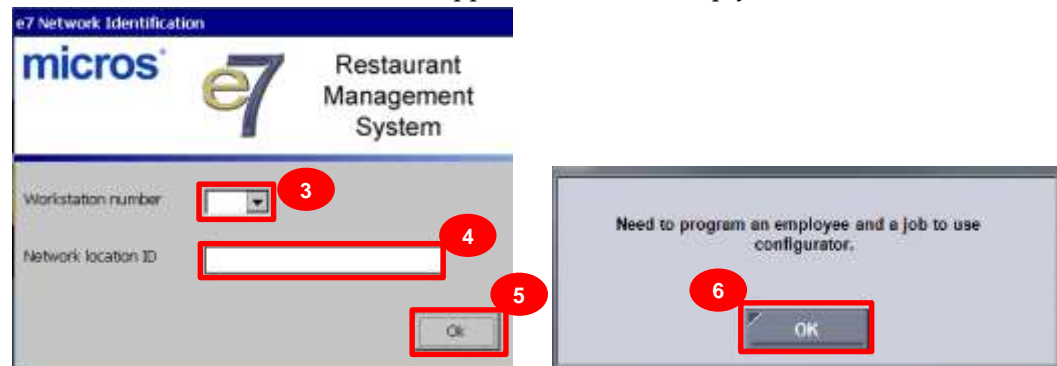 e7 Network Identification
micros
e7
Restaurant
Management
System
Workstation number
3
Network location ID
4
5
Ok
Need to program an employee and a job to use
configurator.
6
OK